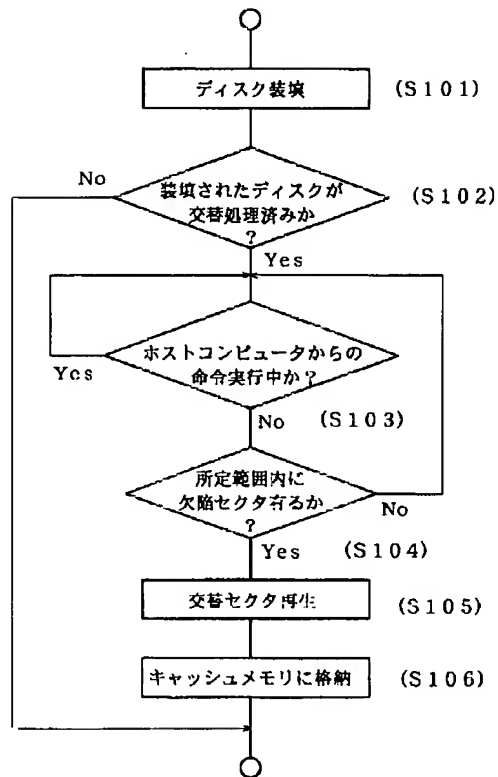 ディスク装填 (S101)
No
装填されたディスクが
交替処理済みか
?
(S102)
Yes
ホストコンピュータからの
命令実行中か?
Yes
No (S103)
所定範囲内に
欠陥セクタ有るか
?
No
Yes (S104)
交替セクタ再生 (S105)
キャッシュメモリに格納 (S106)